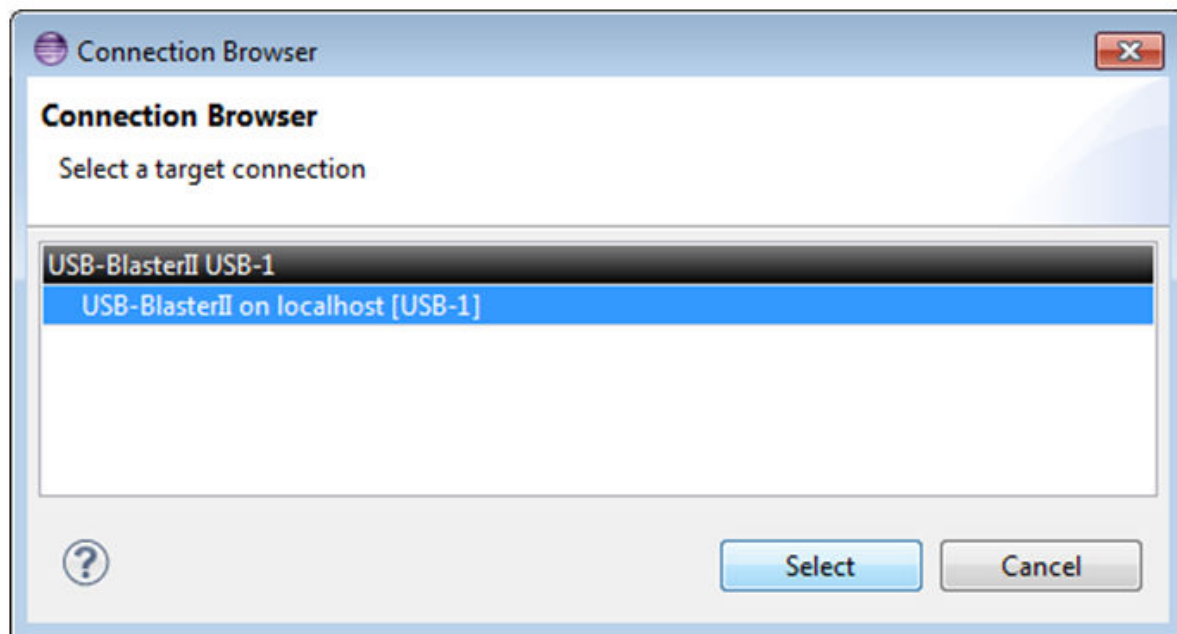 Connection Browser
Connection Browser
Select a target connection
USB-BlasterII USB-1
USB-BlasterII on localhost [USB-1]
?
Select
Cancel